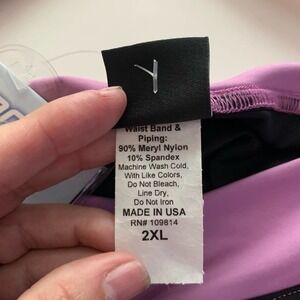 Waist Band &
Piping:
90% Meryl Nylon
10% Spandex
Machine Wash Cold,
With Like Colors,
Do Not Bleach,
Line Dry,
Do Not Iron
MADE IN USA
RN# 109814
2XL